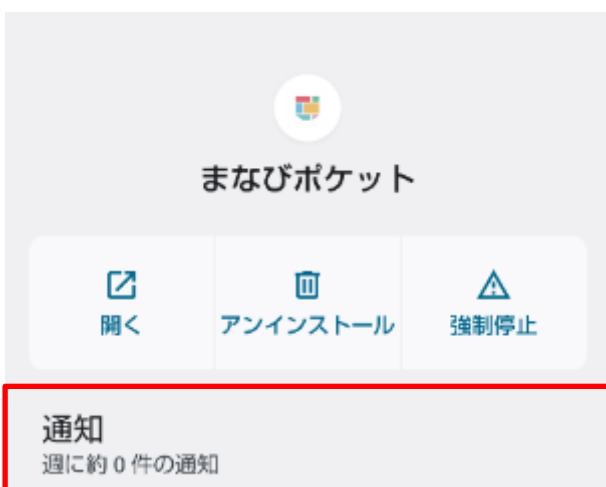 まなびポケット
開く
アンインストール
強制停止
通知
週に約 0 件の通知